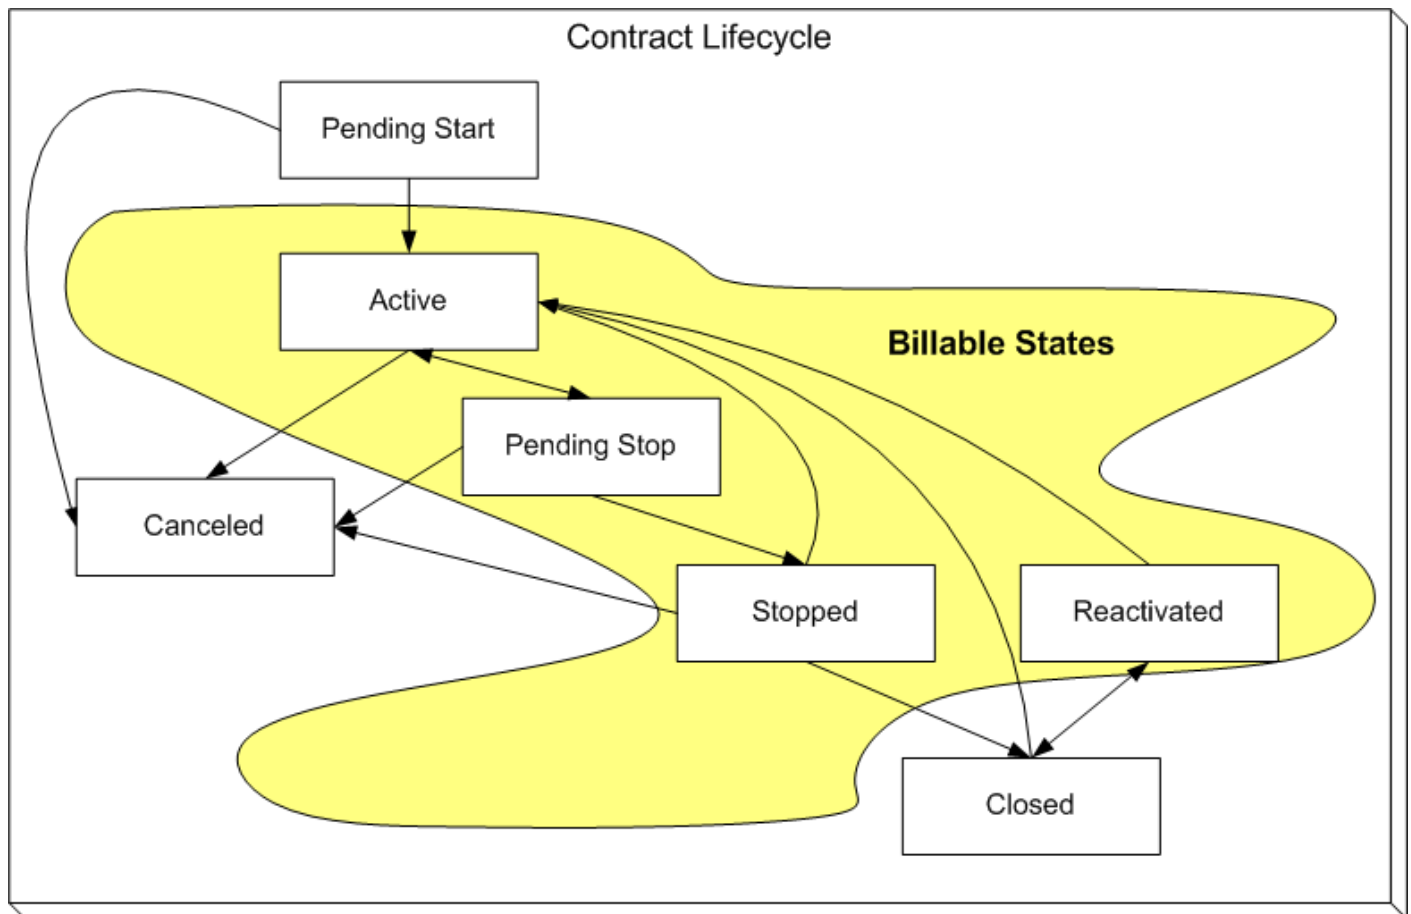 Contract Lifecycle
Pending Start
Active
Billable States
Pending Stop
Canceled
Stopped
Reactivated
Closed